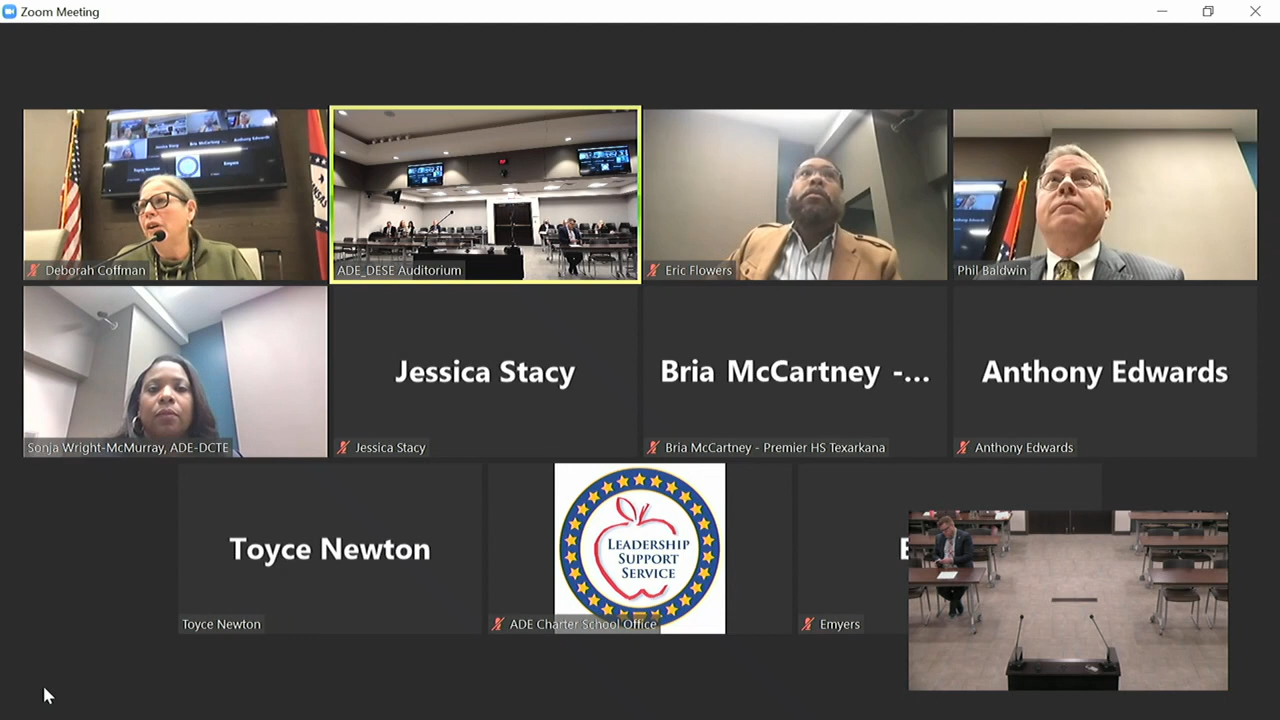 Zoom Meeting
Anthony Edwards
Deborah Coffman
ADE_DESE Auditorium
Eric Flowers
Phil Baldwin
Sonja Wright-McMurray, ADE-DCTE
Jessica Stacy
Jessica Stacy
Bria McCartney -...
Bria McCartney - Premier HS Texarkana
Anthony Edwards
Anthony Edwards
Toyce Newton
Toyce Newton
LEADERSHIP
SUPPORT
SERVICE
ADE Charter School Office
Emyers